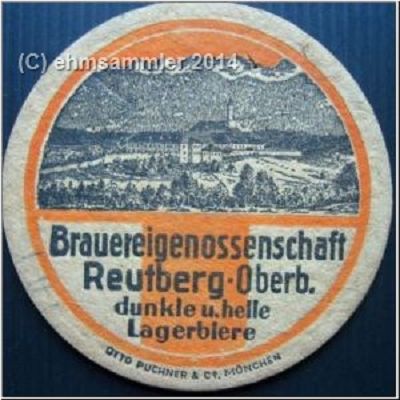 (C) ehmsammler 2014
Brauereigenossenschaft
Reutberg-Oberb.
dunkle u. helle
Lagerbiere
OTTO PUCHNER & Co. MÜNCHEN